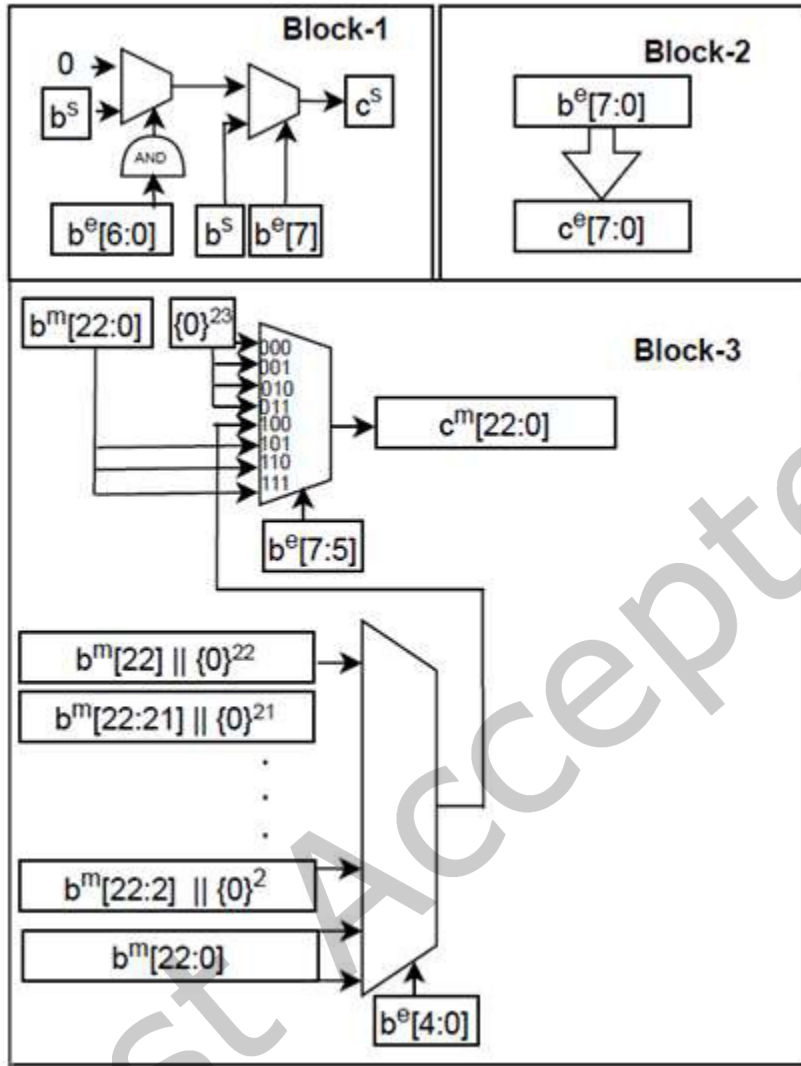 Block-1
0
b^s
AND
b^e[6:0]
b^s
b^e[7]
c^s
Block-2
b^e[7:0]
c^e[7:0]
Block-3
b^m[22:0]
{0}^23
000
001
010
011
100
101
110
111
c^m[22:0]
b^e[7:5]
b^m[22] || {0}^22
b^m[22:21] || {0}^21
.
.
.
b^m[22:2] || {0}^2
b^m[22:0]
b^e[4:0]
st Accepte